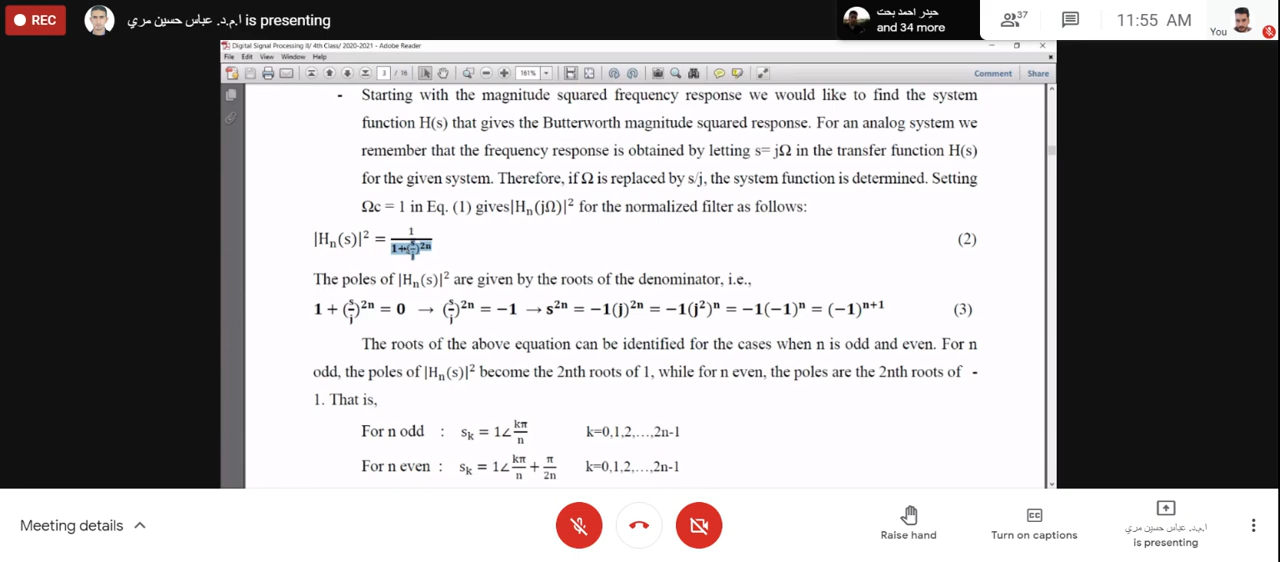 REC
ا.م.د. عباس حسين مري is presenting
حيدر احمد بحت
and 34 more
37
11:55 AM
You
Digital Signal Processing II/ 4th Class/ 2020-2021 - Adobe Reader
File Edit View Window Help
3 / 16
161%
Comment
Share
- Starting with the magnitude squared frequency response we would like to find the system
function H(s) that gives the Butterworth magnitude squared response. For an analog system we
remember that the frequency response is obtained by letting s= jΩ in the transfer function H(s)
for the given system. Therefore, if Ω is replaced by s/j, the system function is determined. Setting
Ωc = 1 in Eq. (1) gives|Hₙ(jΩ)|² for the normalized filter as follows:
|Hₙ(s)|² = 1/(1+(s/j)²ⁿ) (2)
The poles of |Hₙ(s)|² are given by the roots of the denominator, i.e.,
1 + (s/j)²ⁿ = 0 → (s/j)²ⁿ = −1 → s²ⁿ = −1(j)²ⁿ = −1(j²)ⁿ = −1(−1)ⁿ = (−1)ⁿ⁺¹ (3)
The roots of the above equation can be identified for the cases when n is odd and even. For n
odd, the poles of |Hₙ(s)|² become the 2nth roots of 1, while for n even, the poles are the 2nth roots of -
1. That is,
For n odd : sₖ = 1∠kπ/n k=0,1,2,…,2n-1
For n even : sₖ = 1∠kπ/n + π/2n k=0,1,2,…,2n-1
Meeting details
Raise hand
CC
Turn on captions
ا.م.د. عباس حسين مري
is presenting